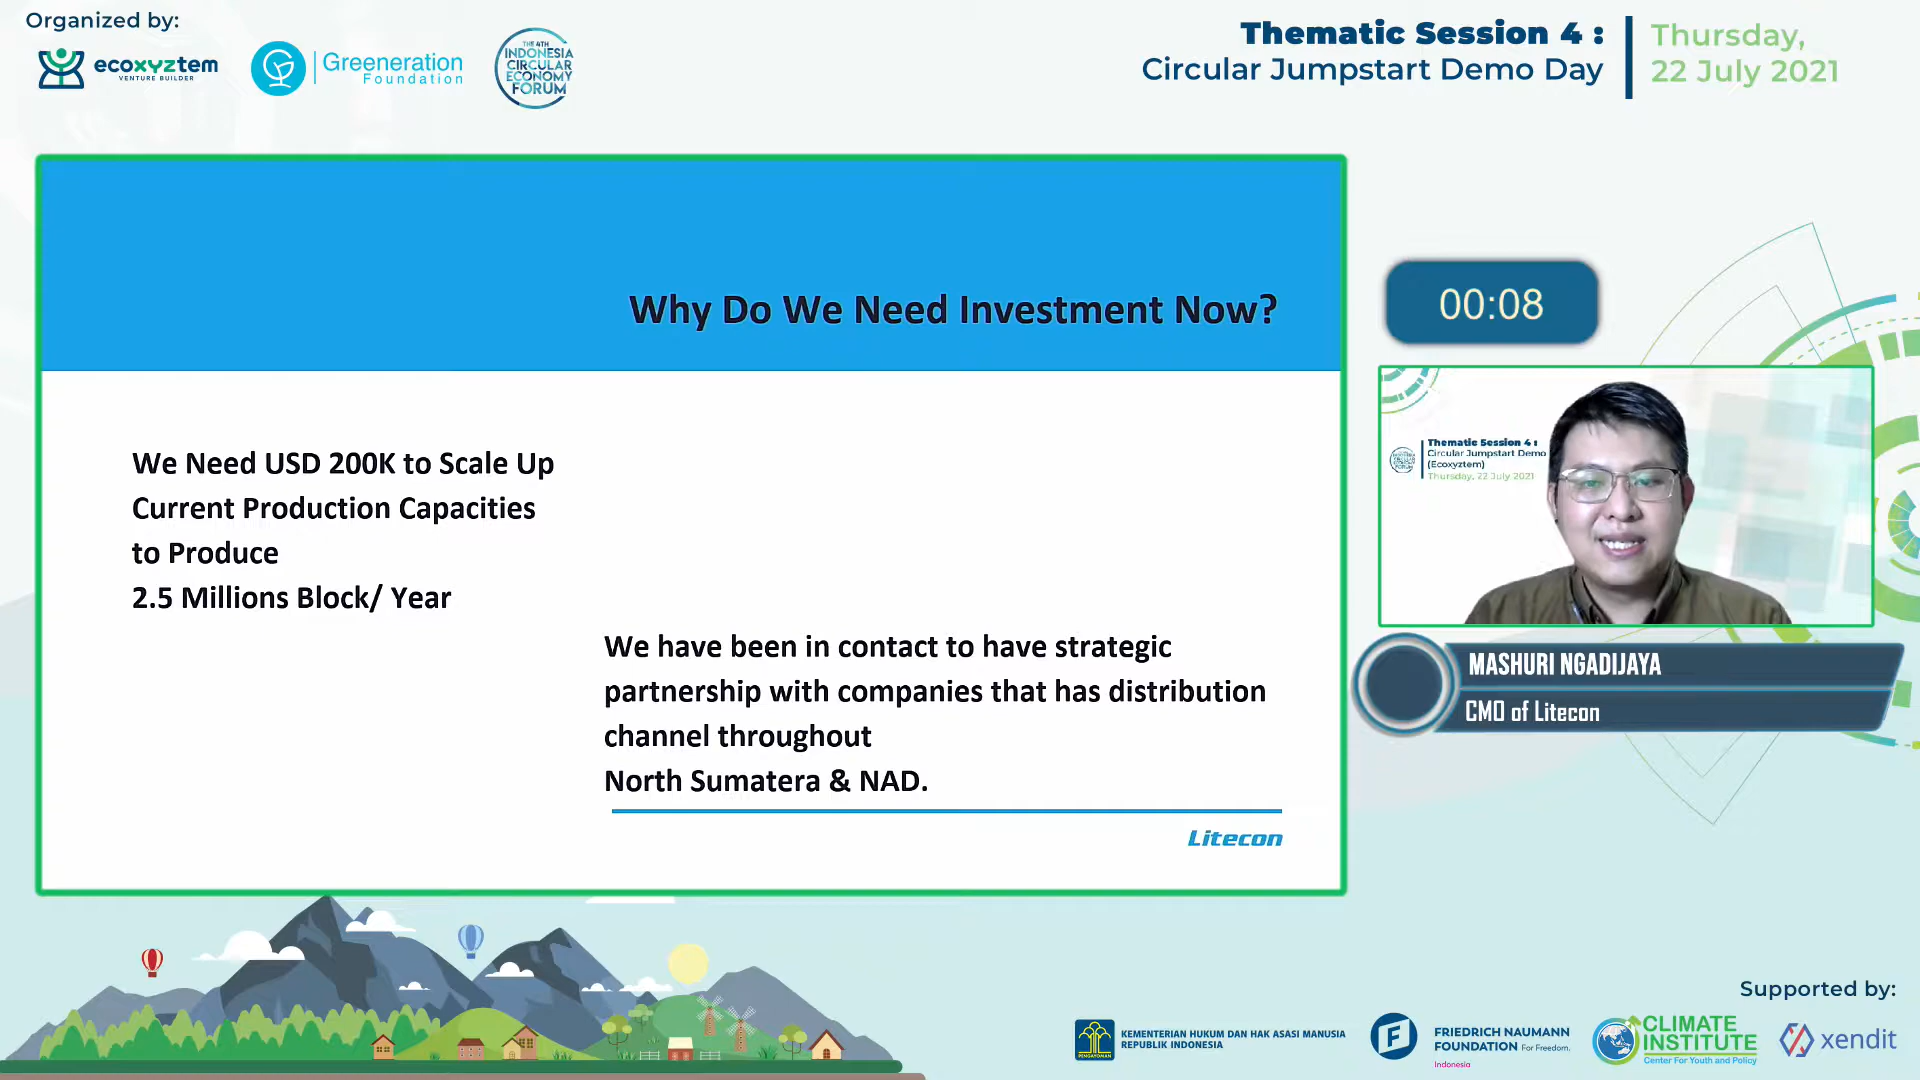 Organized by:
ecoxyztem
VENTURE BUILDER
Greeneration
Foundation
THE 4TH
INDONESIA
CIRCULAR
ECONOMY
FORUM
Thematic Session 4 :
Circular Jumpstart Demo Day
Thursday,
22 July 2021
Why Do We Need Investment Now?
We Need USD 200K to Scale Up
Current Production Capacities
to Produce
2.5 Millions Block/ Year
We have been in contact to have strategic
partnership with companies that has distribution
channel throughout
North Sumatera & NAD.
Litecon
00:08
Thematic Session 4 :
Circular Jumpstart Demo
(Ecoxyztem)
Thursday, 22 July 2021
MASHURI NGADIJAYA
CMO of Litecon
Supported by:
PENGAYOMAN
KEMENTERIAN HUKUM DAN HAK ASASI MANUSIA
REPUBLIK INDONESIA
FRIEDRICH NAUMANN
FOUNDATION For Freedom.
Indonesia
CLIMATE
INSTITUTE
Center For Youth and Policy
xendit